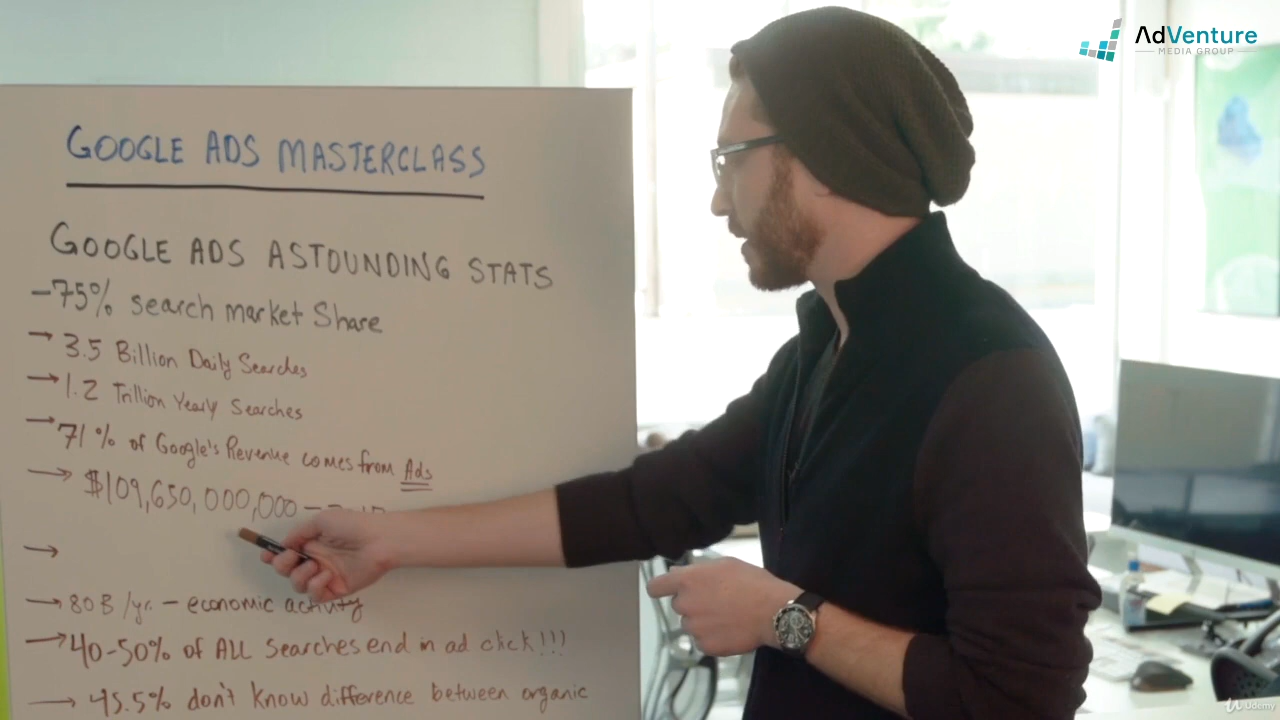 AdVenture
MEDIA GROUP
GOOGLE ADS MASTERCLASS
GOOGLE ADS ASTOUNDING STATS
-75% search market Share
→ 3.5 Billion Daily Searches
→ 1.2 Trillion Yearly Searches
→ 71% of Google's Revenue comes from Ads
→ $109,650,000,000 -
→
→ 80B/yr. - economic activity
→ 40-50% of ALL Searches end in ad click!!!
→ 45.5% don't know difference between organic
Udemy